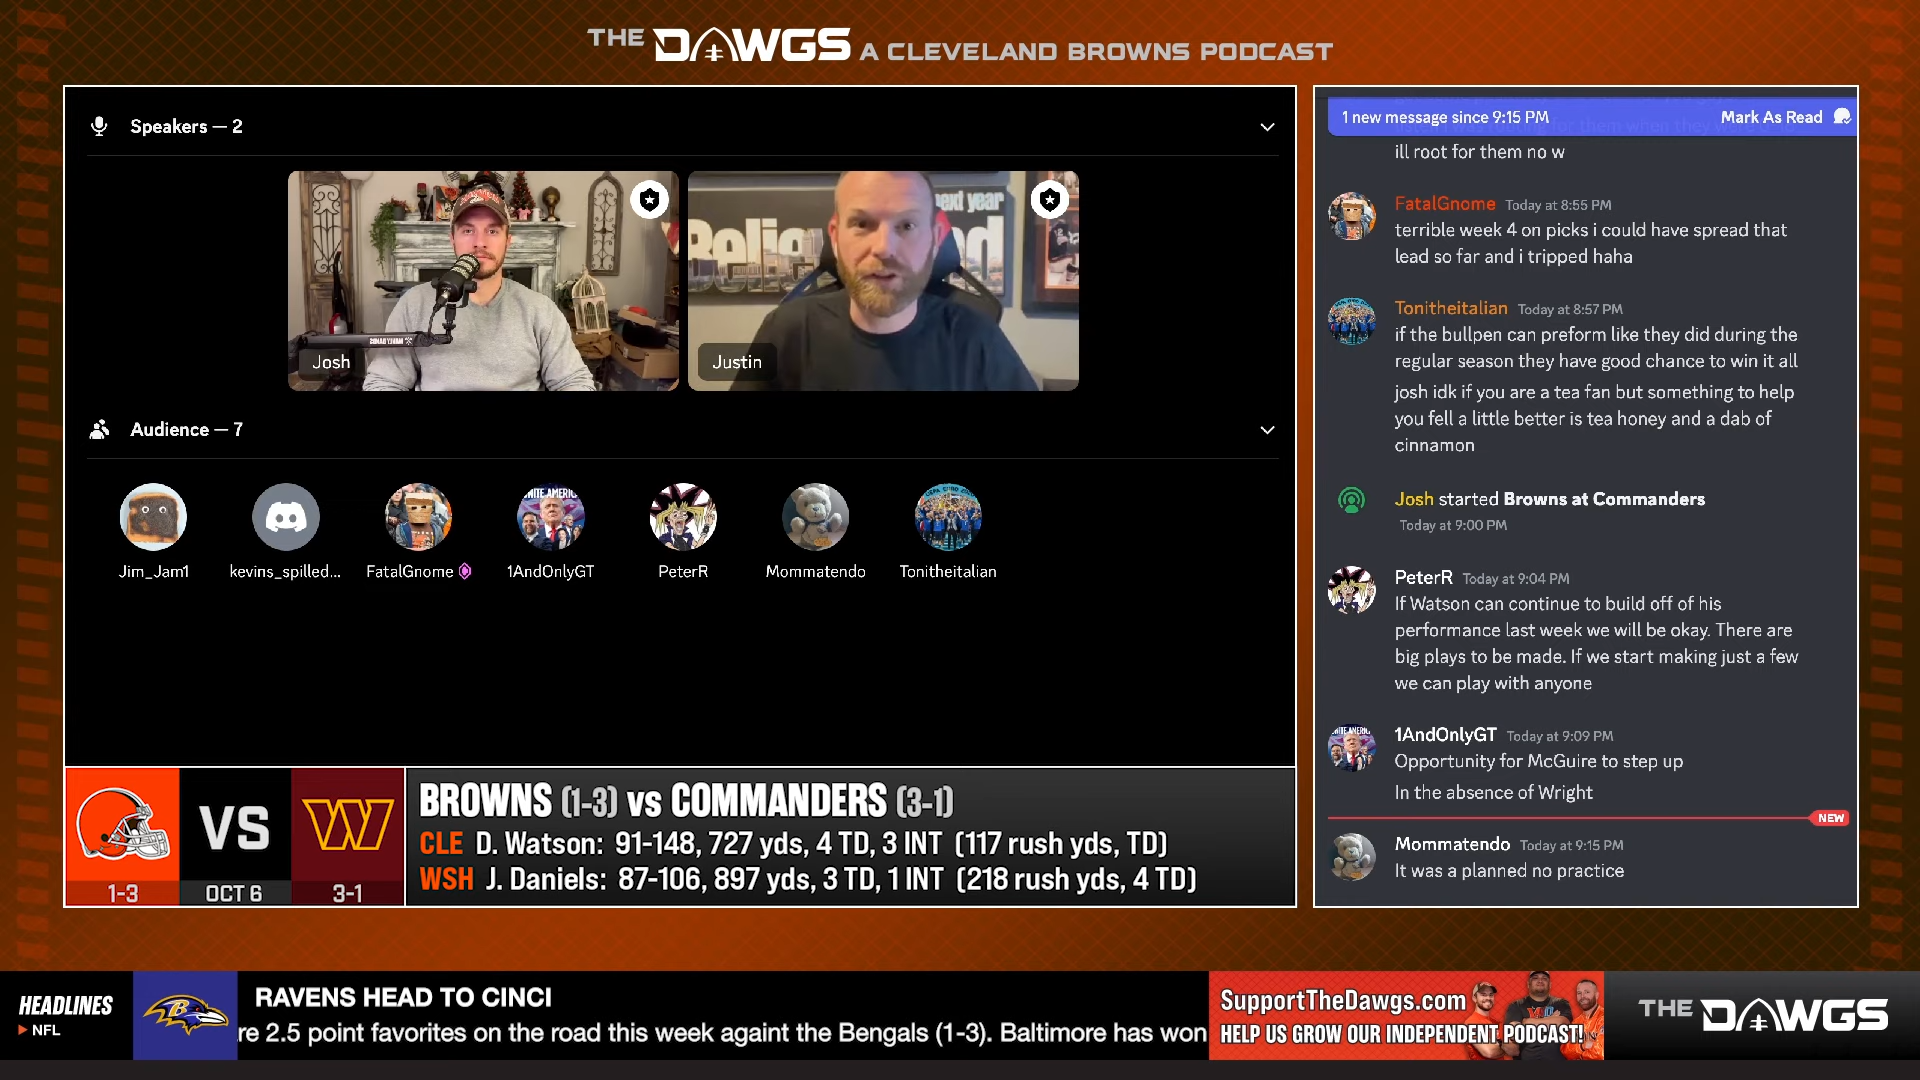 THE DAWGS A CLEVELAND BROWNS PODCAST
Speakers — 2
next year
Josh
Justin
Audience — 7
Jim_Jam1
kevins_spilled...
FatalGnome
1AndOnlyGT
PeterR
Mommatendo
Tonitheitalian
1 new message since 9:15 PM
Mark As Read
ill root for them no w
FatalGnome Today at 8:55 PM
terrible week 4 on picks i could have spread that
lead so far and i tripped haha
Tonitheitalian Today at 8:57 PM
if the bullpen can preform like they did during the
regular season they have good chance to win it all
josh idk if you are a tea fan but something to help
you fell a little better is tea honey and a dab of
cinnamon
Josh started Browns at Commanders
Today at 9:00 PM
PeterR Today at 9:04 PM
If Watson can continue to build off of his
performance last week we will be okay. There are
big plays to be made. If we start making just a few
we can play with anyone
1AndOnlyGT Today at 9:09 PM
Opportunity for McGuire to step up
In the absence of Wright
NEW
Mommatendo Today at 9:15 PM
It was a planned no practice
VS
1-3
OCT 6
3-1
BROWNS (1-3) vs COMMANDERS (3-1)
CLE D. Watson: 91-148, 727 yds, 4 TD, 3 INT (117 rush yds, TD)
WSH J. Daniels: 87-106, 897 yds, 3 TD, 1 INT (218 rush yds, 4 TD)
HEADLINES
NFL
RAVENS HEAD TO CINCI
re 2.5 point favorites on the road this week againt the Bengals (1-3). Baltimore has won
SupportTheDawgs.com
HELP US GROW OUR INDEPENDENT PODCAST!
THE DAWGS